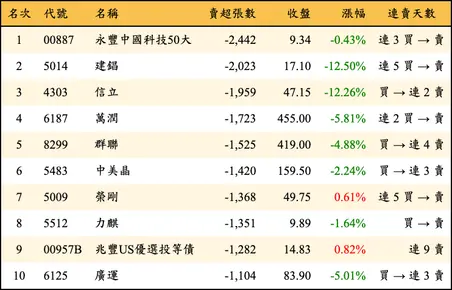 名次 代號 名稱 賣超張數 收盤 漲幅 連賣天數
1 00887 永豐中國科技50大 -2,442 9.34 -0.43% 連 3 買 → 賣
2 5014 建錩 -2,023 17.10 -12.50% 連 5 買 → 賣
3 4303 信立 -1,959 47.15 -12.26% 買 → 連 2 賣
4 6187 萬潤 -1,723 455.00 -5.81% 連 2 買 → 賣
5 8299 群聯 -1,525 419.00 -4.88% 買 → 連 4 賣
6 5483 中美晶 -1,420 159.50 -2.24% 買 → 連 3 賣
7 5009 榮剛 -1,368 49.75 0.61% 連 5 買 → 賣
8 5512 力麒 -1,351 9.89 -1.64% 買 → 賣
9 00957B 兆豐US優選投等債 -1,282 14.83 0.82% 連 9 賣
10 6125 廣運 -1,104 83.90 -5.01% 買 → 連 3 賣